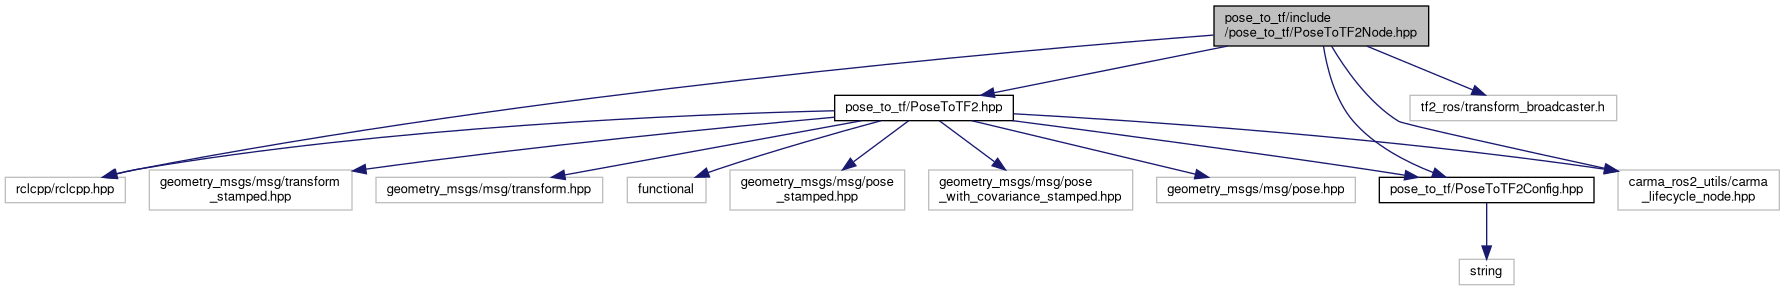 pose_to_tf/include
/pose_to_tf/PoseToTF2Node.hpp
pose_to_tf/PoseToTF2.hpp
tf2_ros/transform_broadcaster.h
rclcpp/rclcpp.hpp
geometry_msgs/msg/transform
_stamped.hpp
geometry_msgs/msg/transform.hpp
functional
geometry_msgs/msg/pose
_stamped.hpp
geometry_msgs/msg/pose
_with_covariance_stamped.hpp
geometry_msgs/msg/pose.hpp
pose_to_tf/PoseToTF2Config.hpp
carma_ros2_utils/carma
_lifecycle_node.hpp
string